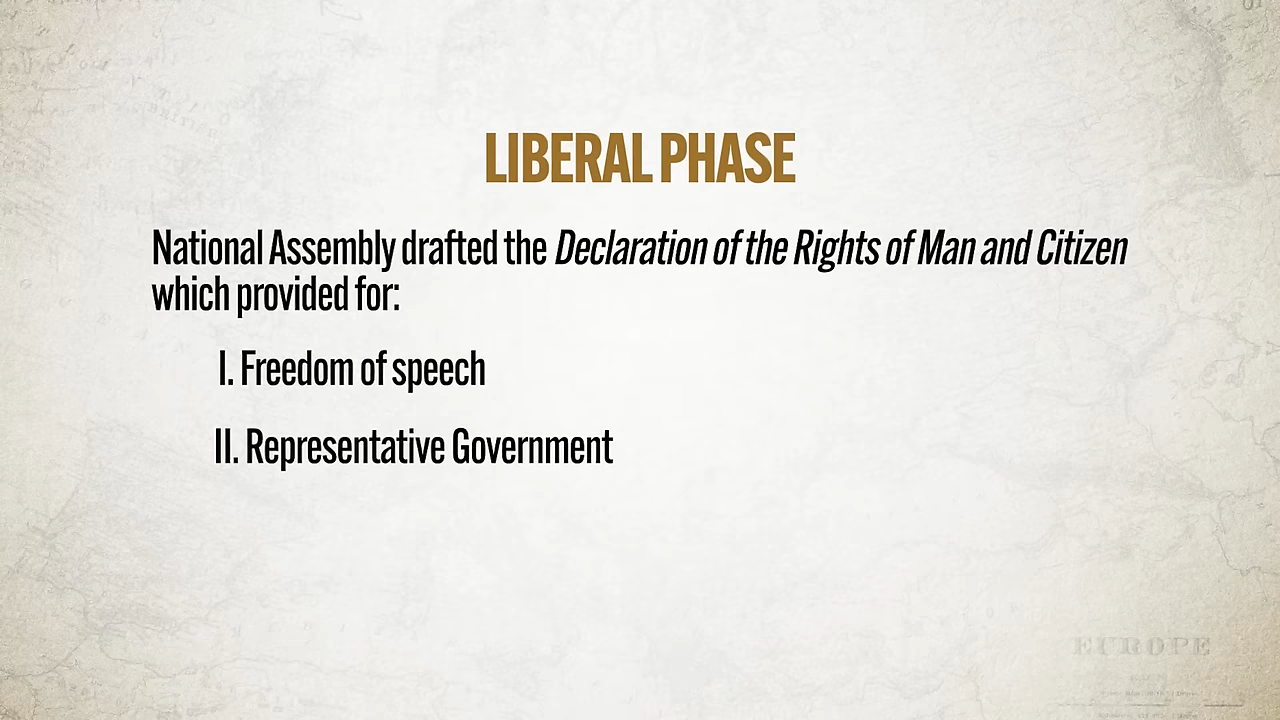 LIBERAL PHASE
National Assembly drafted the Declaration of the Rights of Man and Citizen
which provided for:
I. Freedom of speech
II. Representative Government
EUROPE